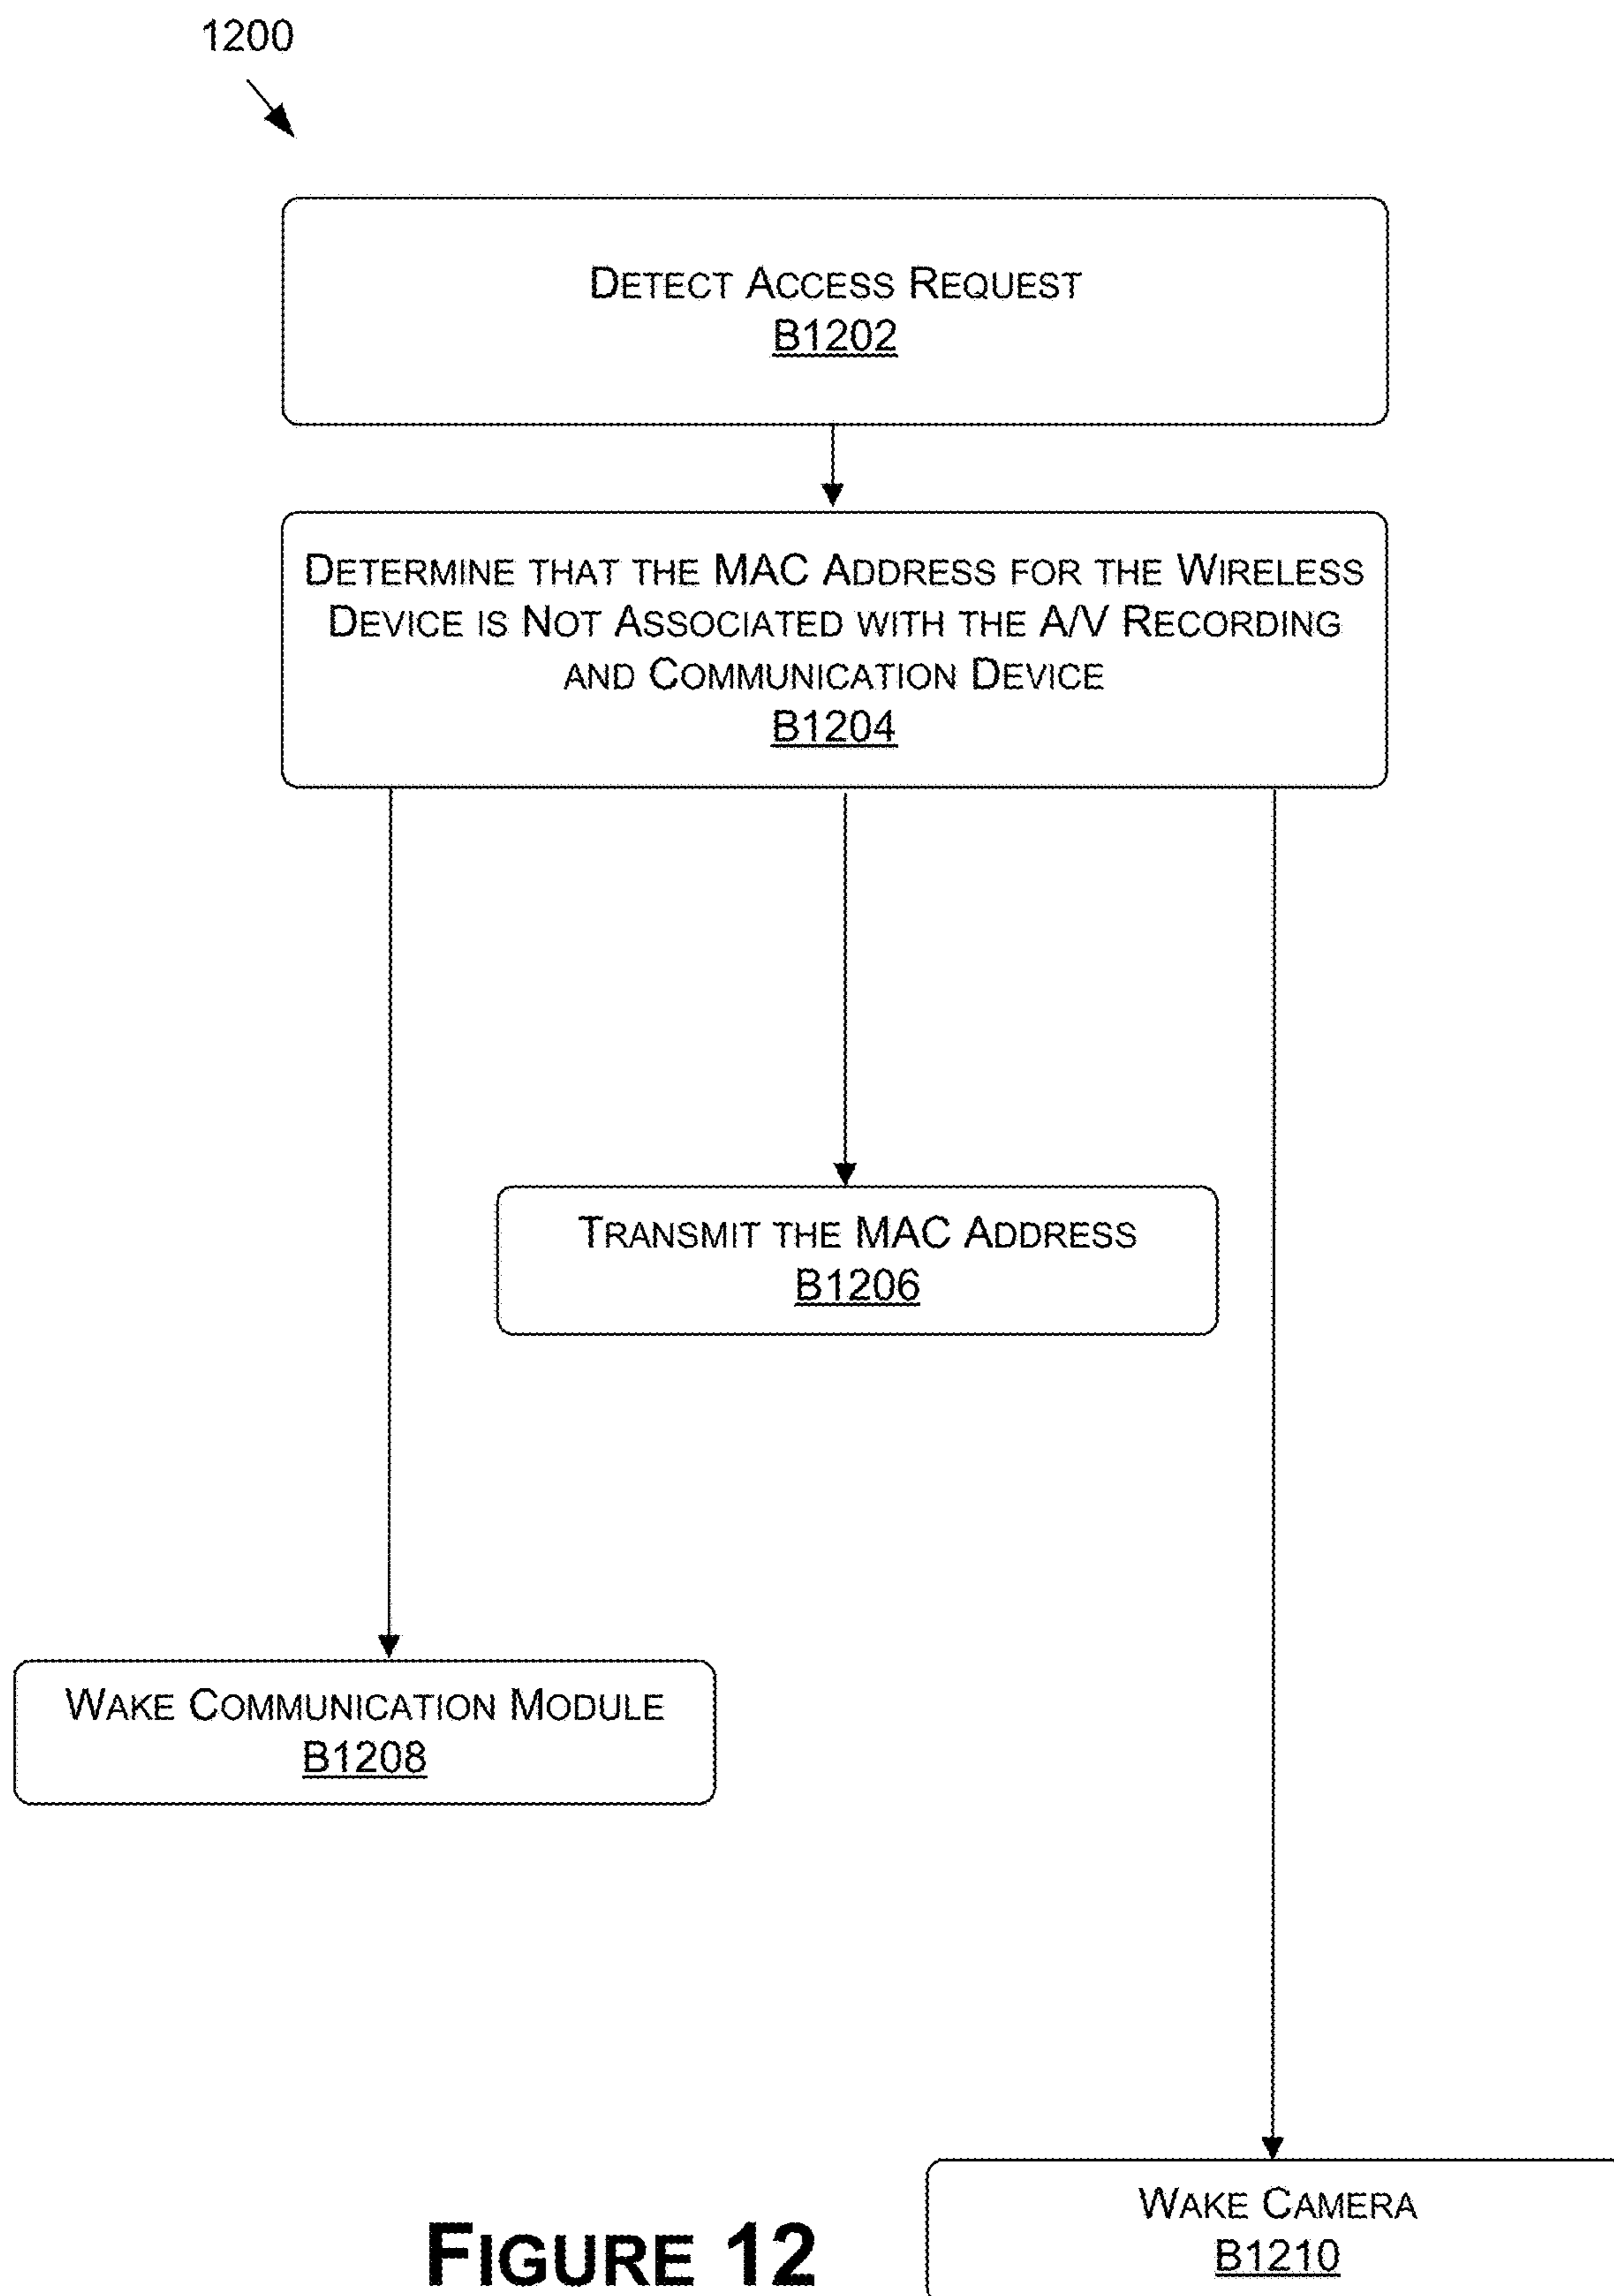 1200
DETECT ACCESS REQUEST
B1202
DETERMINE THAT THE MAC ADDRESS FOR THE WIRELESS
DEVICE IS NOT ASSOCIATED WITH THE A/V RECORDING
AND COMMUNICATION DEVICE
B1204
TRANSMIT THE MAC ADDRESS
B1206
WAKE COMMUNICATION MODULE
B1208
WAKE CAMERA
B1210
FIGURE 12